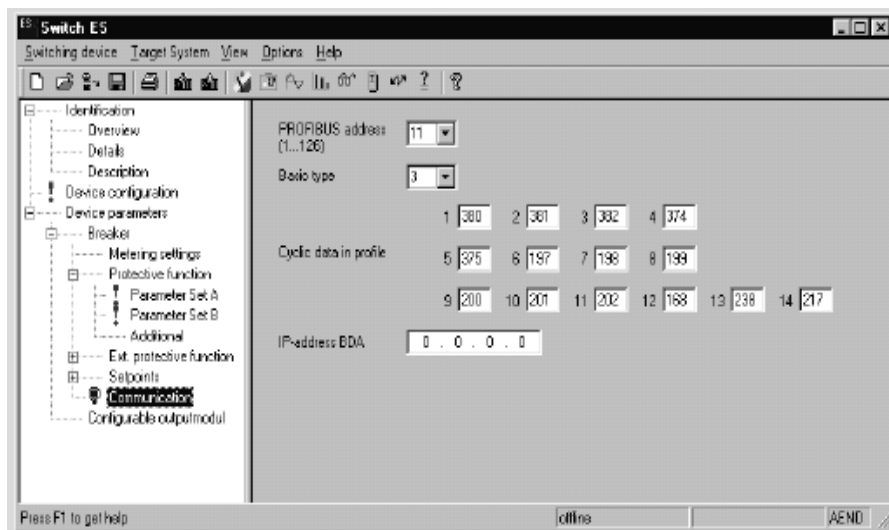 ES Switch ES
Switching device Target System View Options Help
Identification
Overview
Details
Description
Device configuration
Device parameters
Breaker
Metering settings
Protective function
Parameter Set A
Parameter Set B
Additional
Ext. protective function
Setpoints
Communication
Configurable outputmodul
PROFIBUS address
(1...126)
11
Basic type
3
1 380 2 381 3 382 4 374
Cyclic data in profile
5 375 6 197 7 198 8 199
9 200 10 201 11 202 12 168 13 238 14 217
IP-address BDA
0 . 0 . 0 . 0
Press F1 to get help
offline
AEND